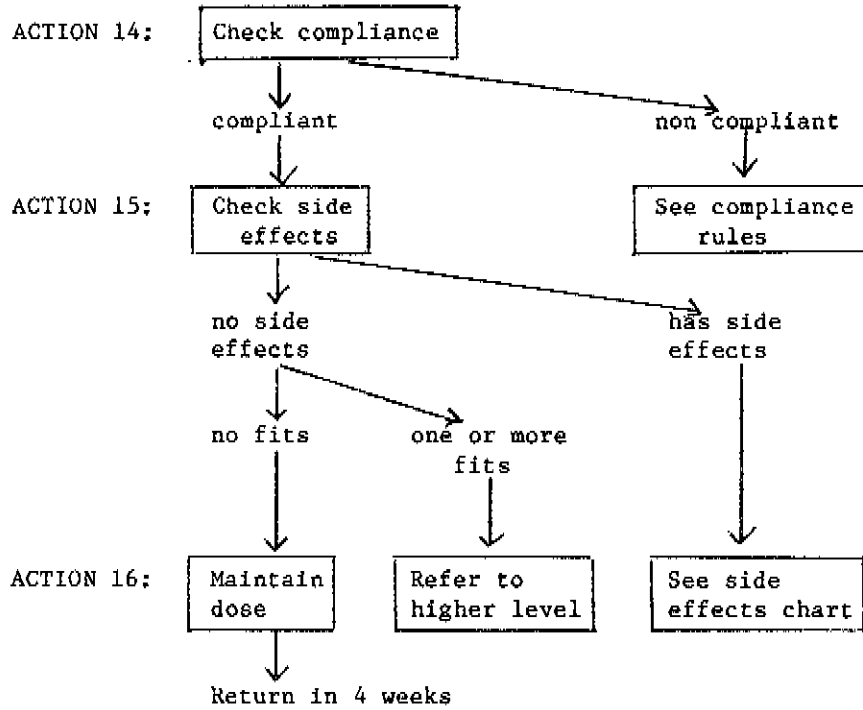 ACTION 14: Check compliance
compliant non compliant
ACTION 15: Check side effects See compliance rules
no side effects has side effects
no fits one or more fits
ACTION 16: Maintain dose Refer to higher level See side effects chart
Return in 4 weeks